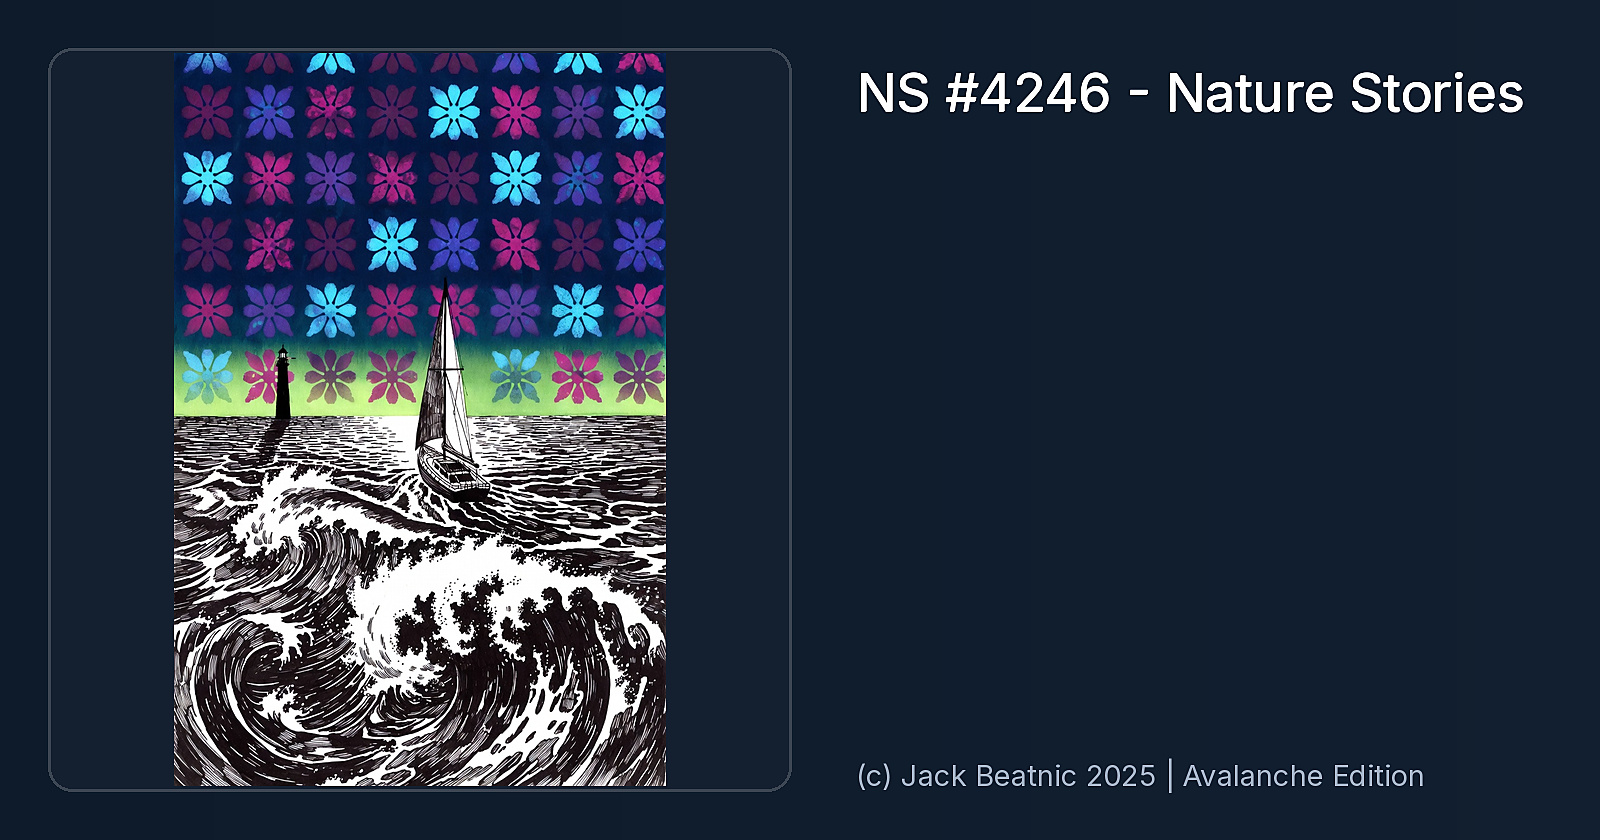 NS #4246 - Nature Stories
(c) Jack Beatnic 2025 | Avalanche Edition